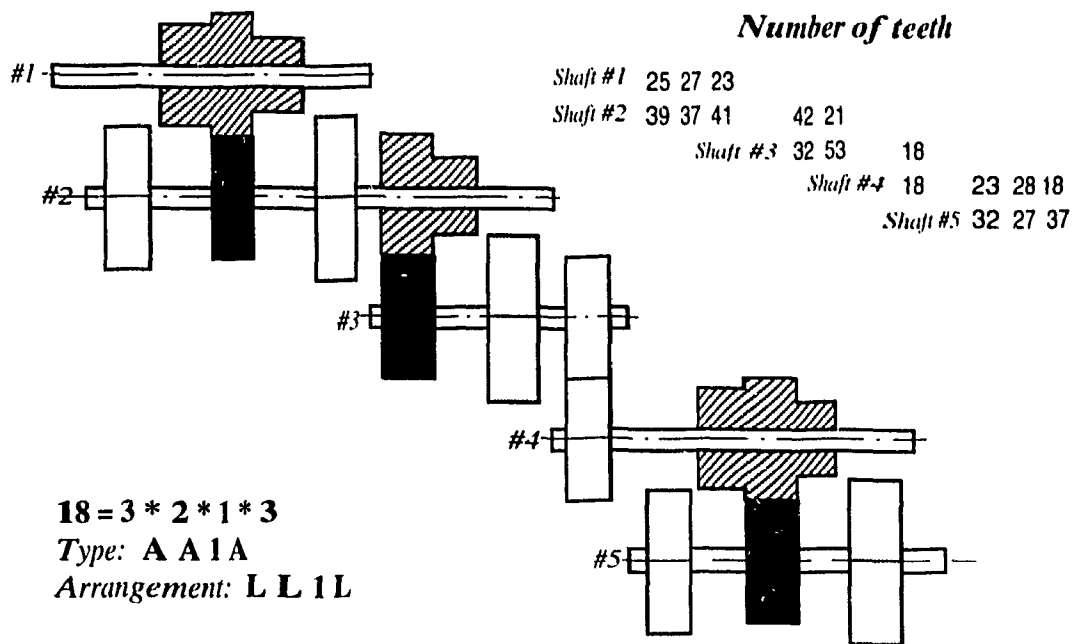 Number of teeth
#1
Shaft #1 25 27 23
Shaft #2 39 37 41 42 21
Shaft #3 32 53 18
#2
Shaft #4 18 23 28 18
Shaft #5 32 27 37
#3
#4
18 = 3 * 2 * 1 * 3
Type: A A 1 A
#5
Arrangement: L L 1 L